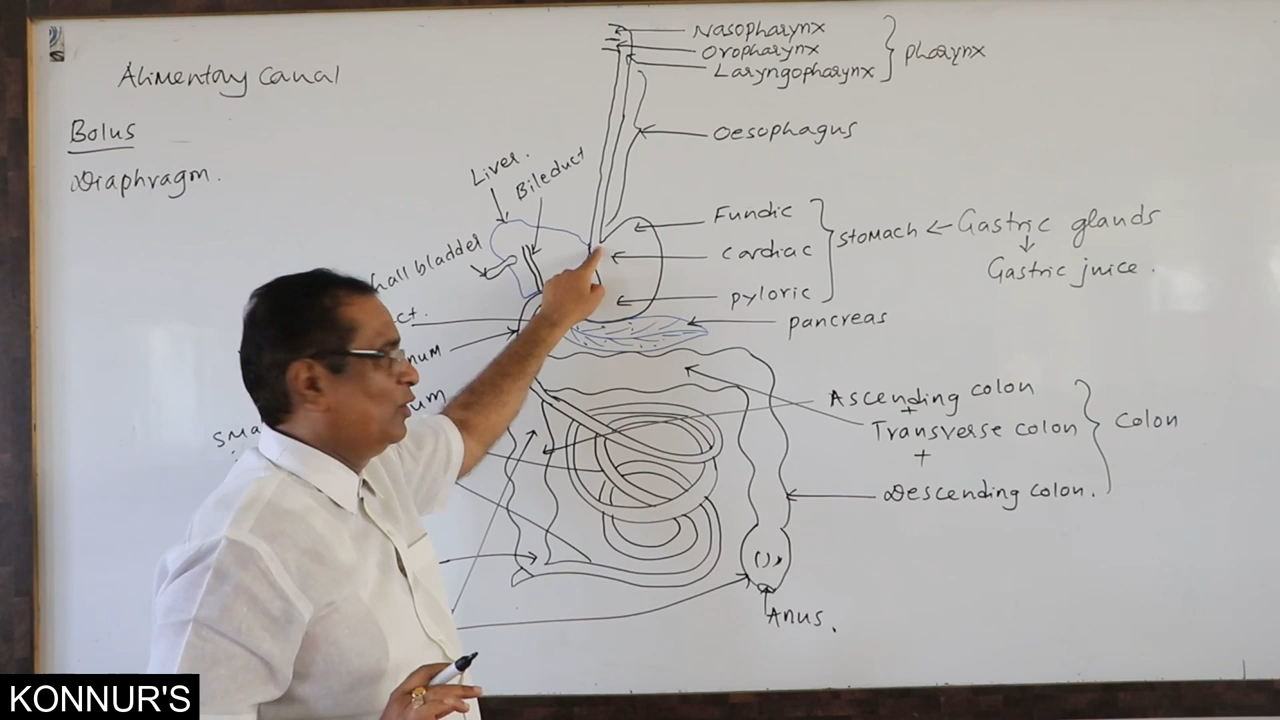 Nasopharynx
Oropharynx
Laryngopharynx
pharynx
Alimentary canal
Bolus
Diaphragm.
Oesophagus
Liver.
Bileduct
Gall bladder
Fundic
cardiac
pyloric
stomach ← Gastric glands
↓
Gastric juice.
pancreas
Ascending colon
+
Transverse colon
+
Descending colon.
Colon
Anus.
KONNUR'S